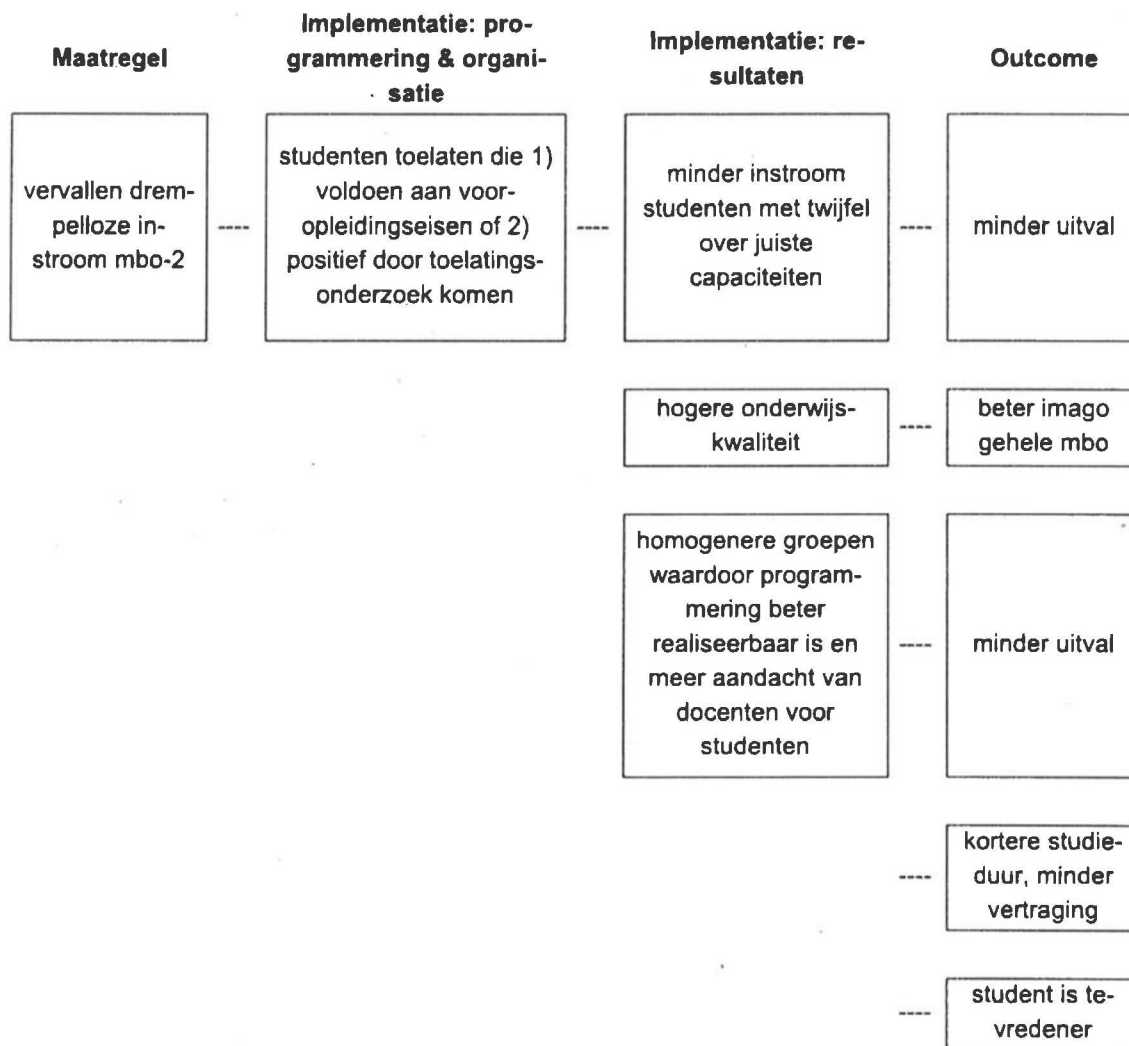 Maatregel
Implementatie: pro-
grammering & organi-
satie
Implementatie: re-
sultaten
Outcome
vervallen drem-
pelloze in-
stroom mbo-2
----
studenten toelaten die 1)
voldoen aan voor-
opleidingseisen of 2)
positief door toelatings-
onderzoek komen
----
minder instroom
studenten met twijfel
over juiste
capaciteiten
----
minder uitval
hogere onderwijs-
kwaliteit
----
beter imago
gehele mbo
homogenere groepen
waardoor program-
mering beter
realiseerbaar is en
meer aandacht van
docenten voor
studenten
----
minder uitval
----
kortere studie-
duur, minder
vertraging
----
student is te-
vredener